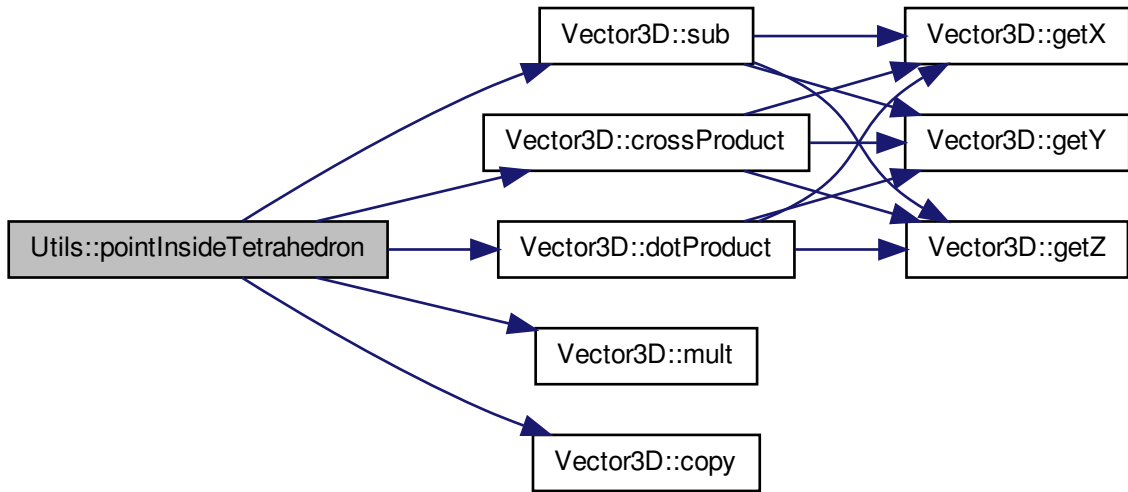 Vector3D::sub
Vector3D::getX
Vector3D::crossProduct
Vector3D::getY
Utils::pointInsideTetrahedron
Vector3D::dotProduct
Vector3D::getZ
Vector3D::mult
Vector3D::copy